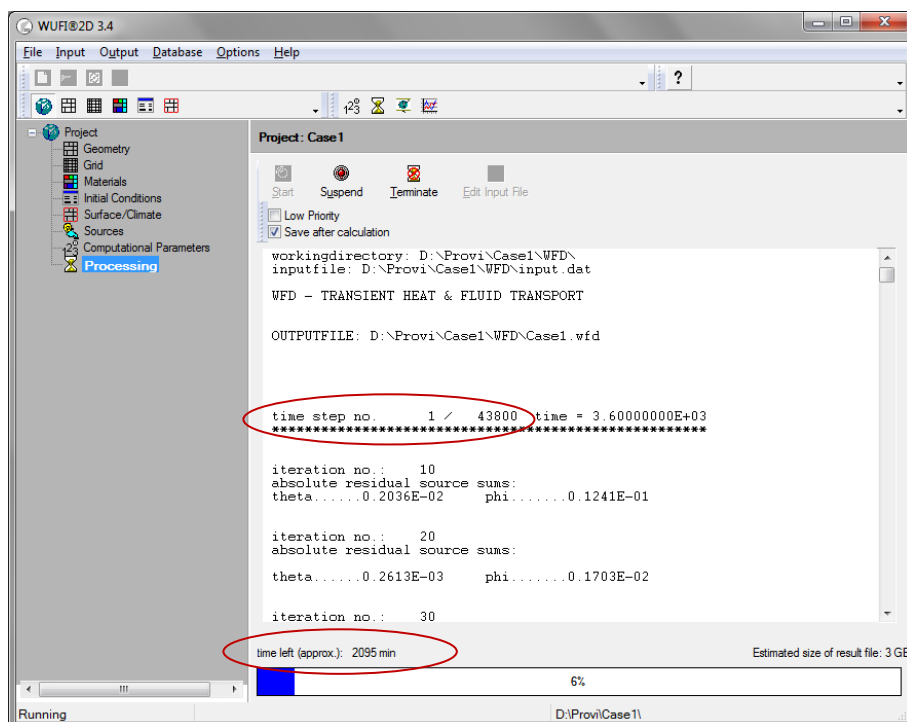 WUFI®2D 3.4
File Input Output Database Options Help
?
Project
Geometry
Grid
Materials
Initial Conditions
Surface/Climate
Sources
Computational Parameters
Processing
Project: Case1
Start Suspend Terminate Edit Input File
Low Priority
Save after calculation
workingdirectory: D:\Provi\Case1\WFD\
inputfile: D:\Provi\Case1\WFD\input.dat
WFD - TRANSIENT HEAT & FLUID TRANSPORT
OUTPUTFILE: D:\Provi\Case1\WFD\Case1.wfd
time step no. 1 / 43800 time = 3.60000000E+03
******************************************************
iteration no.: 10
absolute residual source sums:
theta......0.2036E-02 phi.......0.1241E-01
iteration no.: 20
absolute residual source sums:
theta......0.2613E-03 phi.......0.1703E-02
iteration no.: 30
time left (approx.): 2095 min Estimated size of result file: 3 GE
6%
Running D:\Provi\Case1\